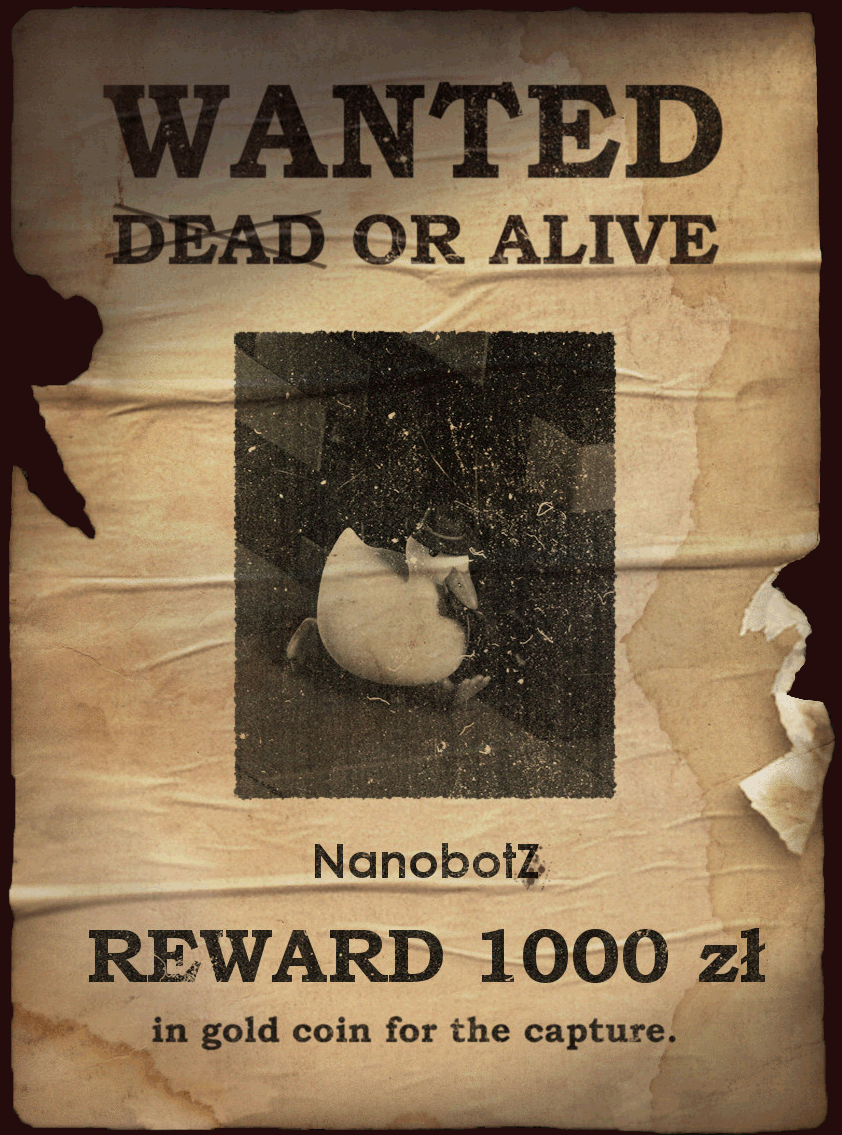 WANTED
DEAD OR ALIVE
NanobotZ
REWARD 1000 zł
in gold coin for the capture.